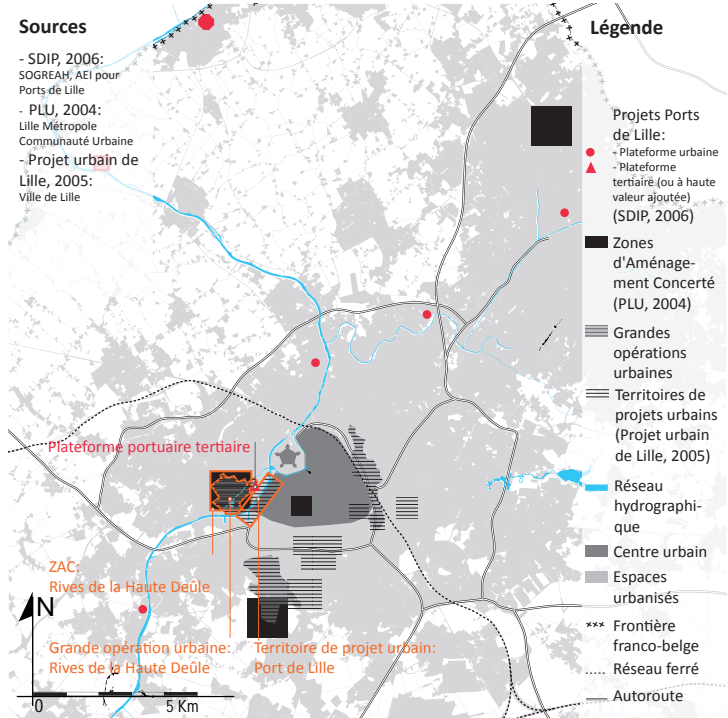 Sources
- SDIP, 2006:
SOGREAH, AEI pour
Ports de Lille
- PLU, 2004:
Lille Métropole
Communauté Urbaine
- Projet urbain de
Lille, 2005:
Ville de Lille
Légende
Projets Ports
de Lille:
- Plateforme urbaine
- Plateforme
tertiaire (ou à haute
valeur ajoutée)
(SDIP, 2006)
Zones
d'Aménage-
ment Concerté
(PLU, 2004)
Grandes
opérations
urbaines
Territoires de
projets urbains
(Projet urbain
de Lille, 2005)
Réseau
hydrographi-
que
Centre urbain
Espaces
urbanisés
Frontière
franco-belge
Réseau ferré
Autoroute
Plateforme portuaire tertiaire
ZAC:
Rives de la Haute Deûle
Grande opération urbaine:
Rives de la Haute Deûle
Territoire de projet urbain:
Port de Lille
N
0 5 Km